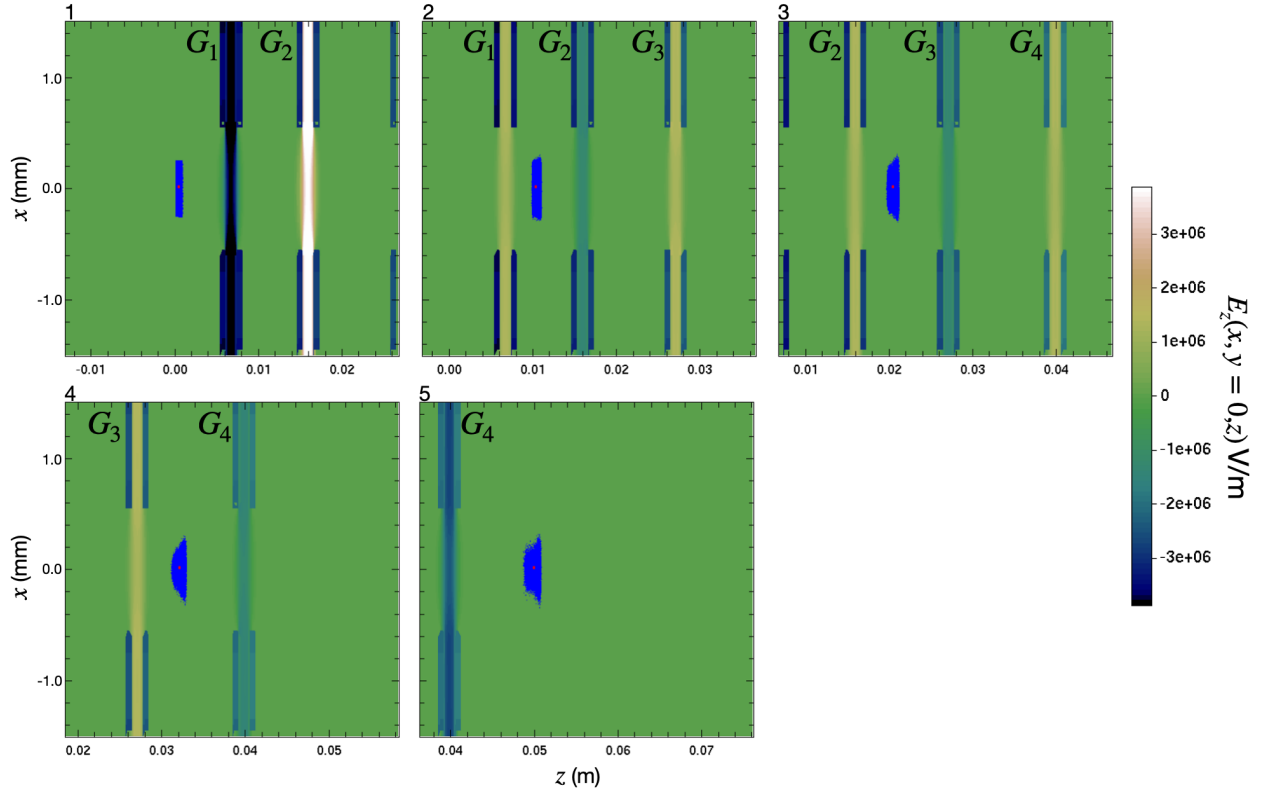 1
G₁ G₂
x (mm)
1.0
0.0
-1.0
-0.01 0.00 0.01 0.02
2
G₁ G₂ G₃
0.00 0.01 0.02 0.03
3
G₂ G₃ G₄
0.01 0.02 0.03 0.04
4
G₃ G₄
x (mm)
1.0
0.0
-1.0
0.02 0.03 0.04 0.05
5
G₄
0.04 0.05 0.06 0.07
z (m)
3e+06
2e+06
1e+06
0
-1e+06
-2e+06
-3e+06
E_z(x, y = 0,z) V/m